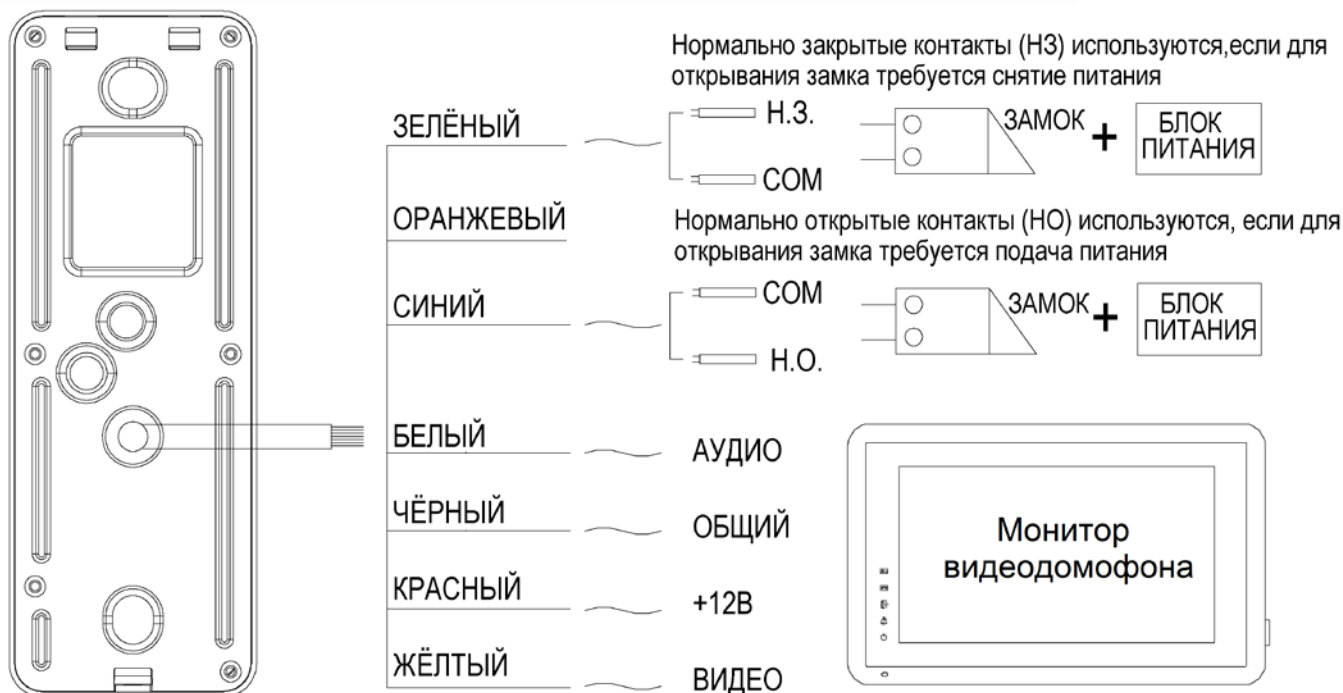 Нормально закрытые контакты (НЗ) используются,если для
открывания замка требуется снятие питания
ЗЕЛЁНЫЙ
Н.З.
COM
ЗАМОК +
БЛОК
ПИТАНИЯ
ОРАНЖЕВЫЙ
Нормально открытые контакты (НО) используются, если для
открывания замка требуется подача питания
СИНИЙ
COM
Н.О.
ЗАМОК +
БЛОК
ПИТАНИЯ
БЕЛЫЙ
АУДИО
ЧЁРНЫЙ
ОБЩИЙ
КРАСНЫЙ
+12В
ЖЁЛТЫЙ
ВИДЕО
Монитор
видеодомофона